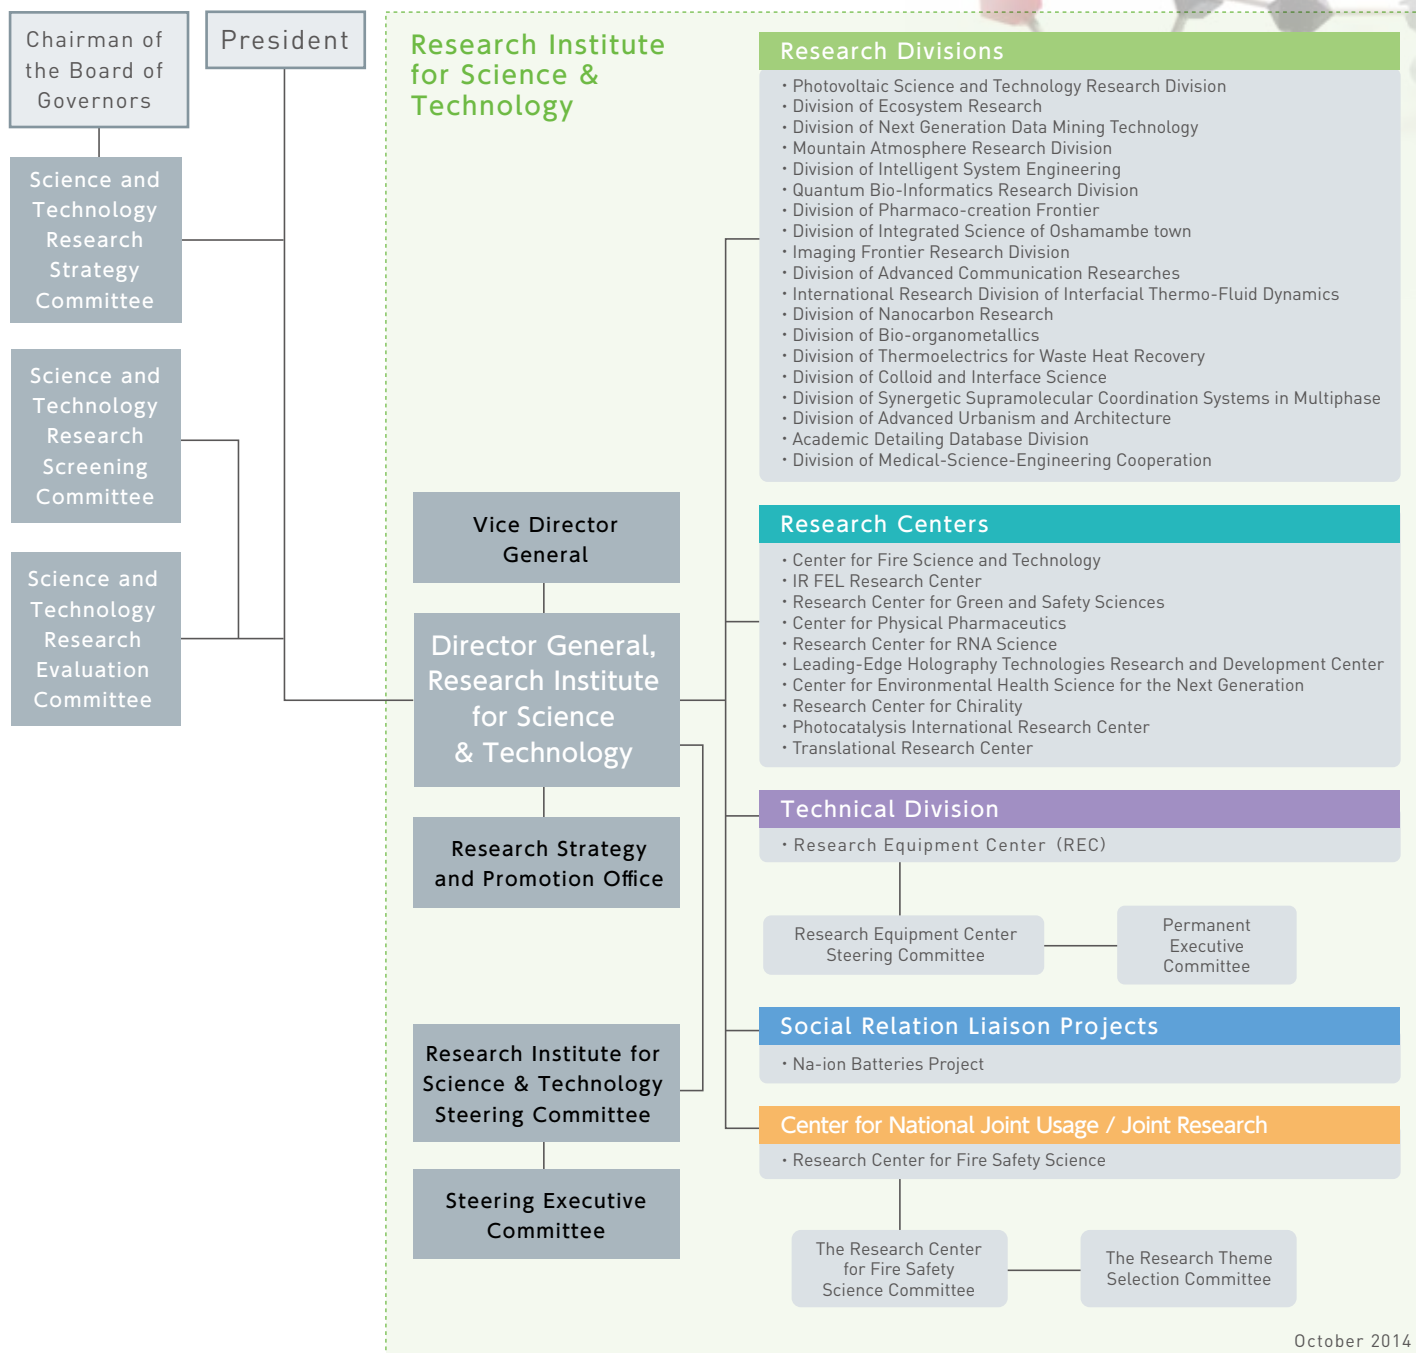 Chairman of
the Board of
Governors
President
Science and
Technology
Research
Strategy
Committee
Science and
Technology
Research
Screening
Committee
Science and
Technology
Research
Evaluation
Committee
Research Institute
for Science &
Technology
Vice Director
General
Director General,
Research Institute
for Science
& Technology
Research Strategy
and Promotion Office
Research Institute for
Science & Technology
Steering Committee
Steering Executive
Committee
Research Divisions
・Photovoltaic Science and Technology Research Division
・Division of Ecosystem Research
・Division of Next Generation Data Mining Technology
・Mountain Atmosphere Research Division
・Division of Intelligent System Engineering
・Quantum Bio-Informatics Research Division
・Division of Pharmaco-creation Frontier
・Division of Integrated Science of Oshamambe town
・Imaging Frontier Research Division
・Division of Advanced Communication Researches
・International Research Division of Interfacial Thermo-Fluid Dynamics
・Division of Nanocarbon Research
・Division of Bio-organometallics
・Division of Thermoelectrics for Waste Heat Recovery
・Division of Colloid and Interface Science
・Division of Synergetic Supramolecular Coordination Systems in Multiphase
・Division of Advanced Urbanism and Architecture
・Academic Detailing Database Division
・Division of Medical-Science-Engineering Cooperation
Research Centers
・Center for Fire Science and Technology
・IR FEL Research Center
・Research Center for Green and Safety Sciences
・Center for Physical Pharmaceutics
・Research Center for RNA Science
・Leading-Edge Holography Technologies Research and Development Center
・Center for Environmental Health Science for the Next Generation
・Research Center for Chirality
・Photocatalysis International Research Center
・Translational Research Center
Technical Division
・Research Equipment Center (REC)
Research Equipment Center
Steering Committee
Permanent
Executive
Committee
Social Relation Liaison Projects
・Na-ion Batteries Project
Center for National Joint Usage / Joint Research
・Research Center for Fire Safety Science
The Research Center
for Fire Safety
Science Committee
The Research Theme
Selection Committee
October 2014